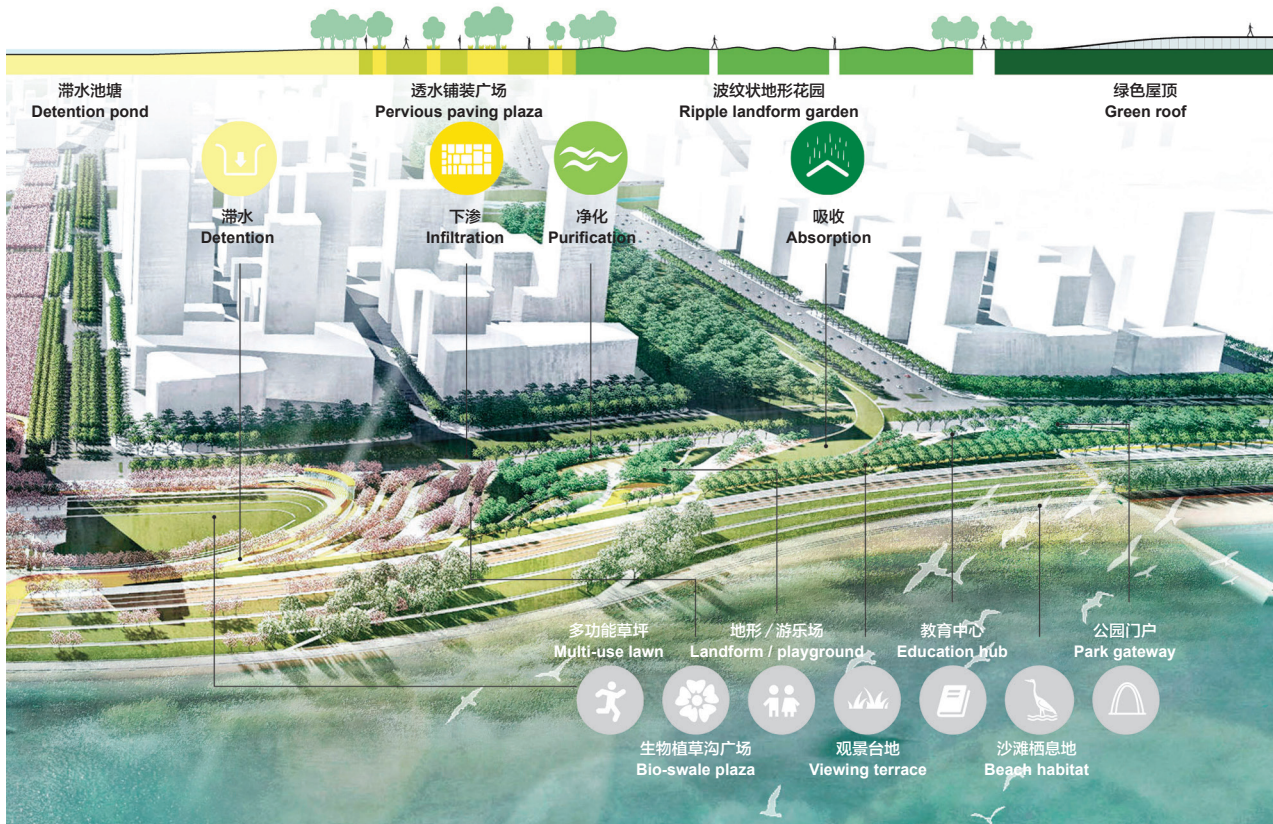 滞水池塘
Detention pond
透水铺装广场
Pervious paving plaza
波纹状地形花园
Ripple landform garden
绿色屋顶
Green roof
滞水
Detention
下渗
Infiltration
净化
Purification
吸收
Absorption
多功能草坪
Multi-use lawn
地形 / 游乐场
Landform / playground
教育中心
Education hub
公园门户
Park gateway
生物植草沟广场
Bio-swale plaza
观景台地
Viewing terrace
沙滩栖息地
Beach habitat